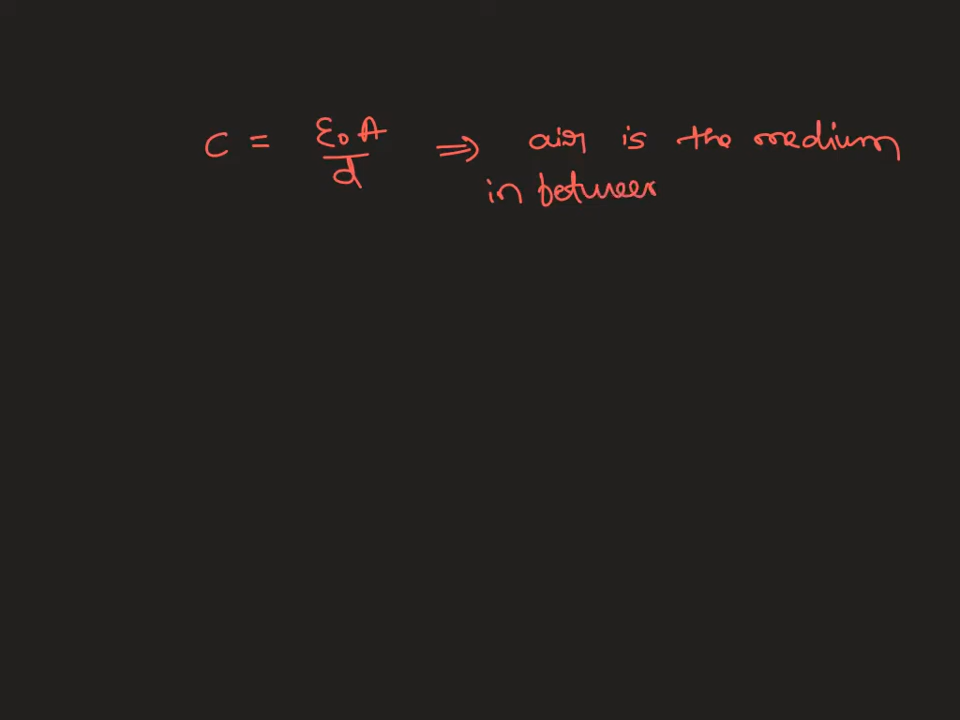 C = ε₀A/d ⇒ air is the medium
in between